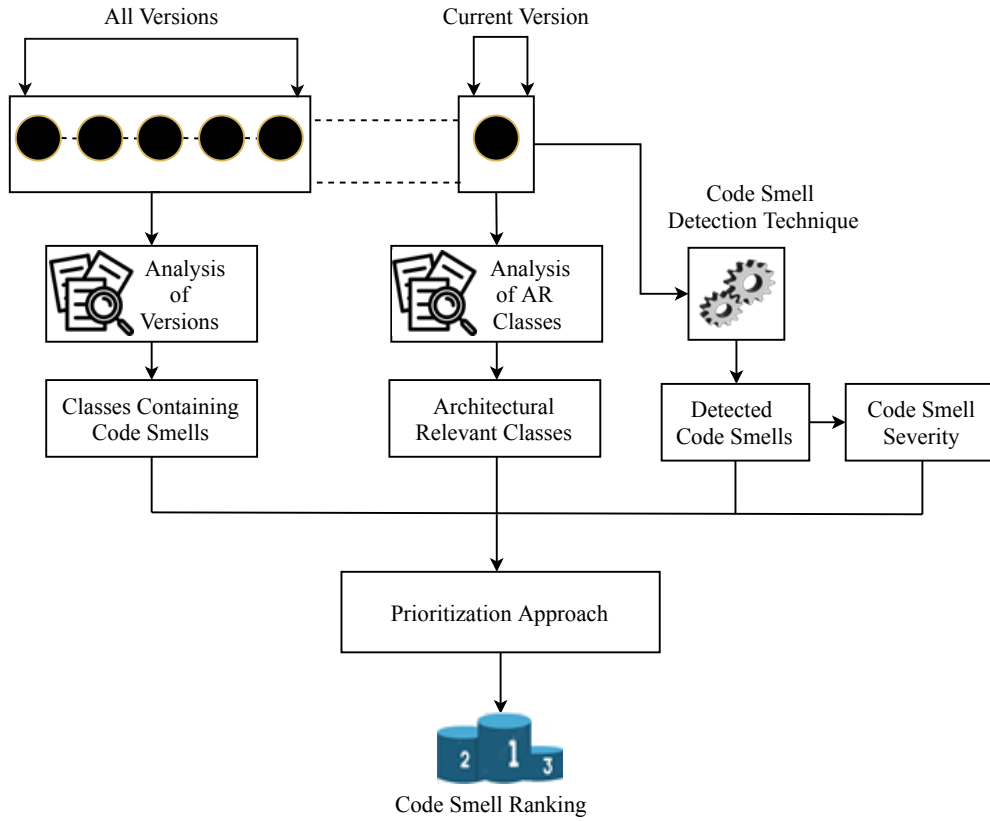 All Versions
Current Version
Code Smell
Detection Technique
Analysis
of
Versions
Analysis
of AR
Classes
Classes Containing
Code Smells
Architectural
Relevant Classes
Detected
Code Smells
Code Smell
Severity
Prioritization Approach
2
1
3
Code Smell Ranking